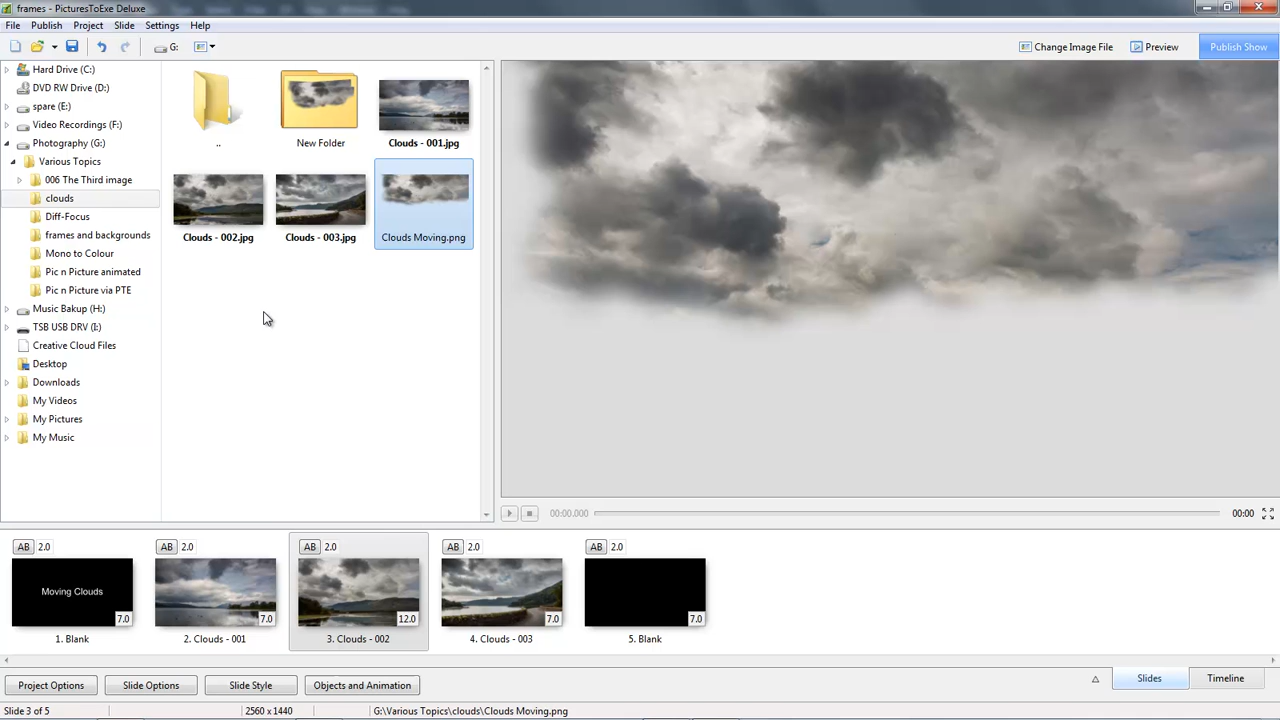 frames - PicturesToExe Deluxe
File Publish Project Slide Settings Help
G: Change Image File Preview Publish Show
Hard Drive (C:)
DVD RW Drive (D:)
spare (E:)
Video Recordings (F:)
Photography (G:)
Various Topics
006 The Third image
clouds
Diff-Focus
frames and backgrounds
Mono to Colour
Pic n Picture animated
Pic n Picture via PTE
Music Bakup (H:)
TSB USB DRV (I:)
Creative Cloud Files
Desktop
Downloads
My Videos
My Pictures
My Music
.. New Folder Clouds - 001.jpg
Clouds - 002.jpg Clouds - 003.jpg Clouds Moving.png
00:00.000 00:00
AB 2.0 AB 2.0 AB 2.0 AB 2.0 AB 2.0
Moving Clouds
7.0 7.0 12.0 7.0 7.0
1. Blank 2. Clouds - 001 3. Clouds - 002 4. Clouds - 003 5. Blank
Project Options Slide Options Slide Style Objects and Animation Slides Timeline
Slide 3 of 5 2560 x 1440 G:\Various Topics\clouds\Clouds Moving.png